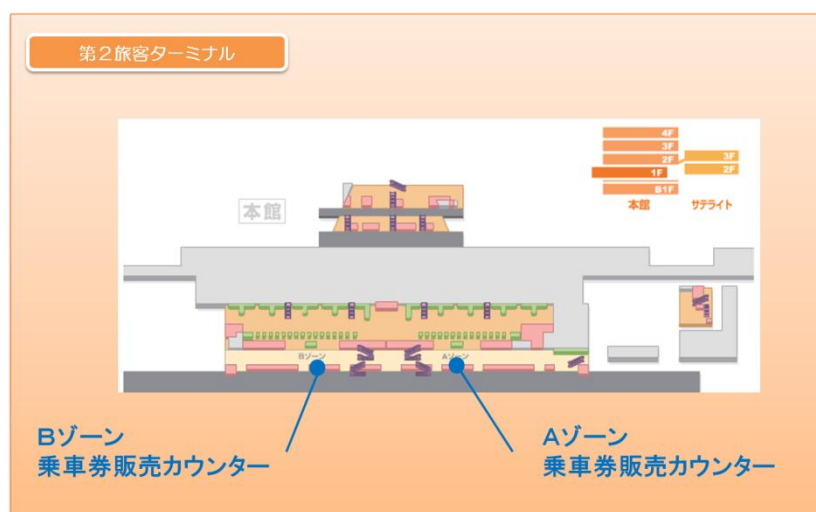 第2旅客ターミナル
4F
3F
2F
1F
B1F
3F
2F
本館
サテライト
本館
Bゾーン
Aゾーン
Bゾーン
乗車券販売カウンター
Aゾーン
乗車券販売カウンター